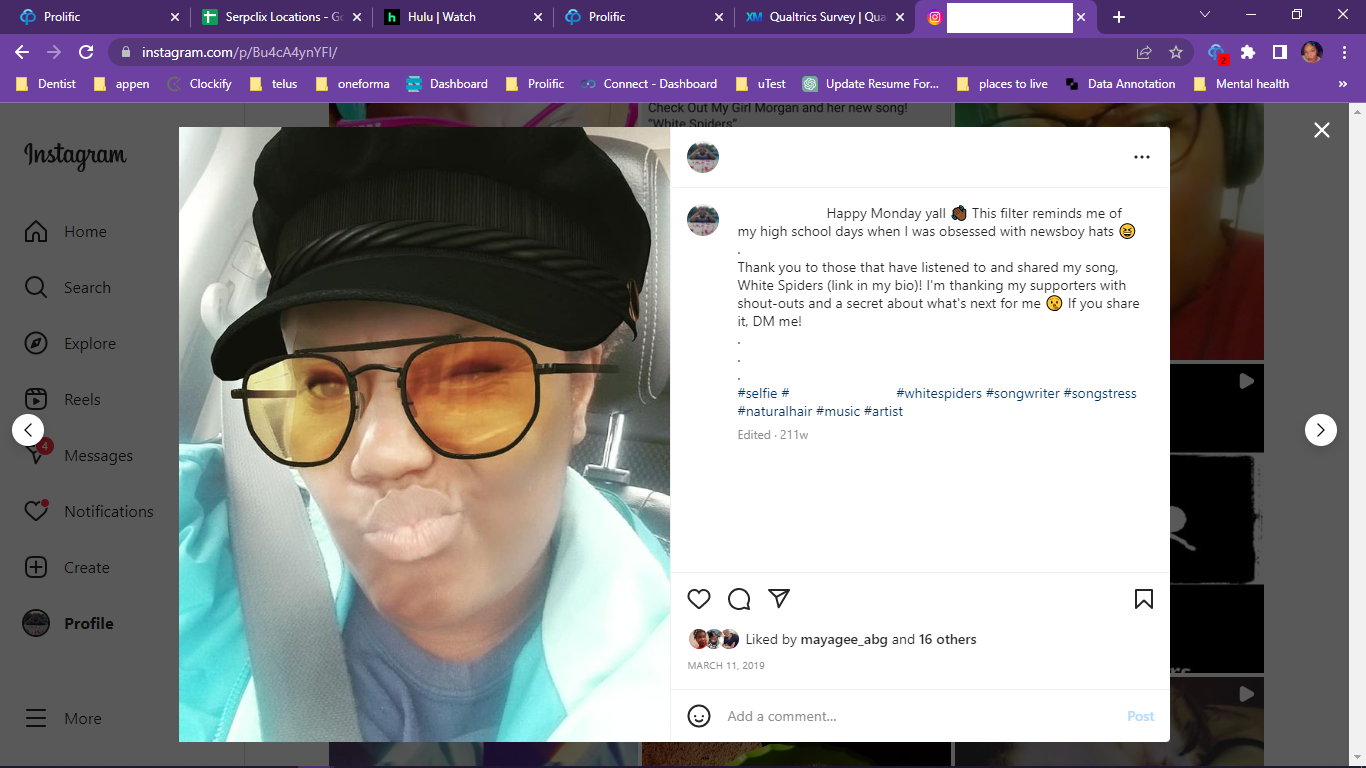 Prolific
Serpclix Locations - Go
Hulu | Watch
Prolific
Qualtrics Survey | Qua
instagram.com/p/Bu4cA4ynYFI/
2
Dentist
appen
Clockify
telus
oneforma
Dashboard
Prolific
Connect - Dashboard
uTest
Update Resume For...
places to live
Data Annotation
Mental health
»
Check Out My Girl Morgan and her new song!
"White Spiders"
Instagram
Home
Search
Explore
Reels
4
Messages
Notifications
Create
Profile
More
Happy Monday yall 👋🏿 This filter reminds me of
my high school days when I was obsessed with newsboy hats 😆
.
Thank you to those that have listened to and shared my song,
White Spiders (link in my bio)! I'm thanking my supporters with
shout-outs and a secret about what's next for me 😗 If you share
it, DM me!
.
.
.
#selfie # #whitespiders #songwriter #songstress
#naturalhair #music #artist
Edited · 211w
Liked by mayagee_abg and 16 others
MARCH 11, 2019
Add a comment...
Post